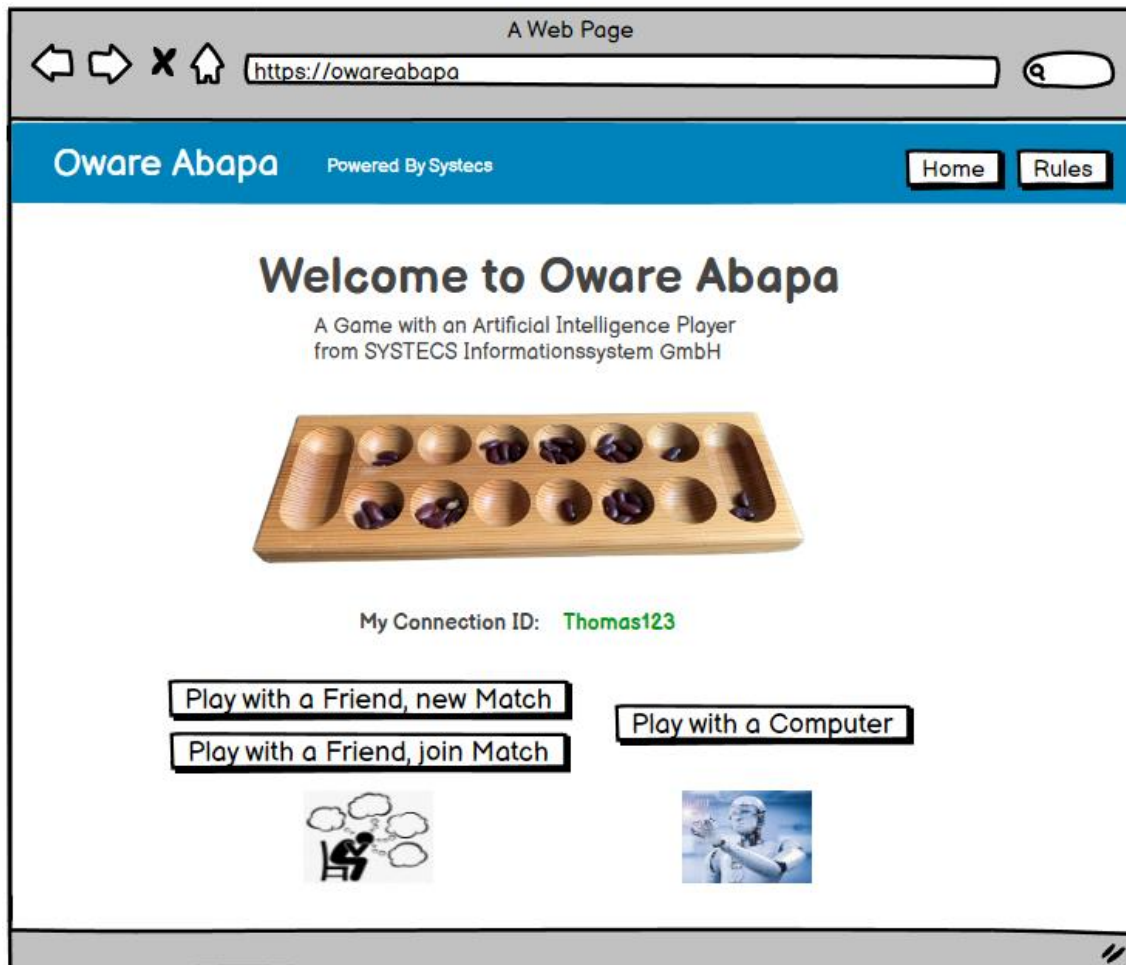 A Web Page
https://owareabapa
Oware Abapa Powered By Systecs Home Rules
Welcome to Oware Abapa
A Game with an Artificial Intelligence Player
from SYSTECS Informationssystem GmbH
My Connection ID: Thomas123
Play with a Friend, new Match
Play with a Friend, join Match
Play with a Computer